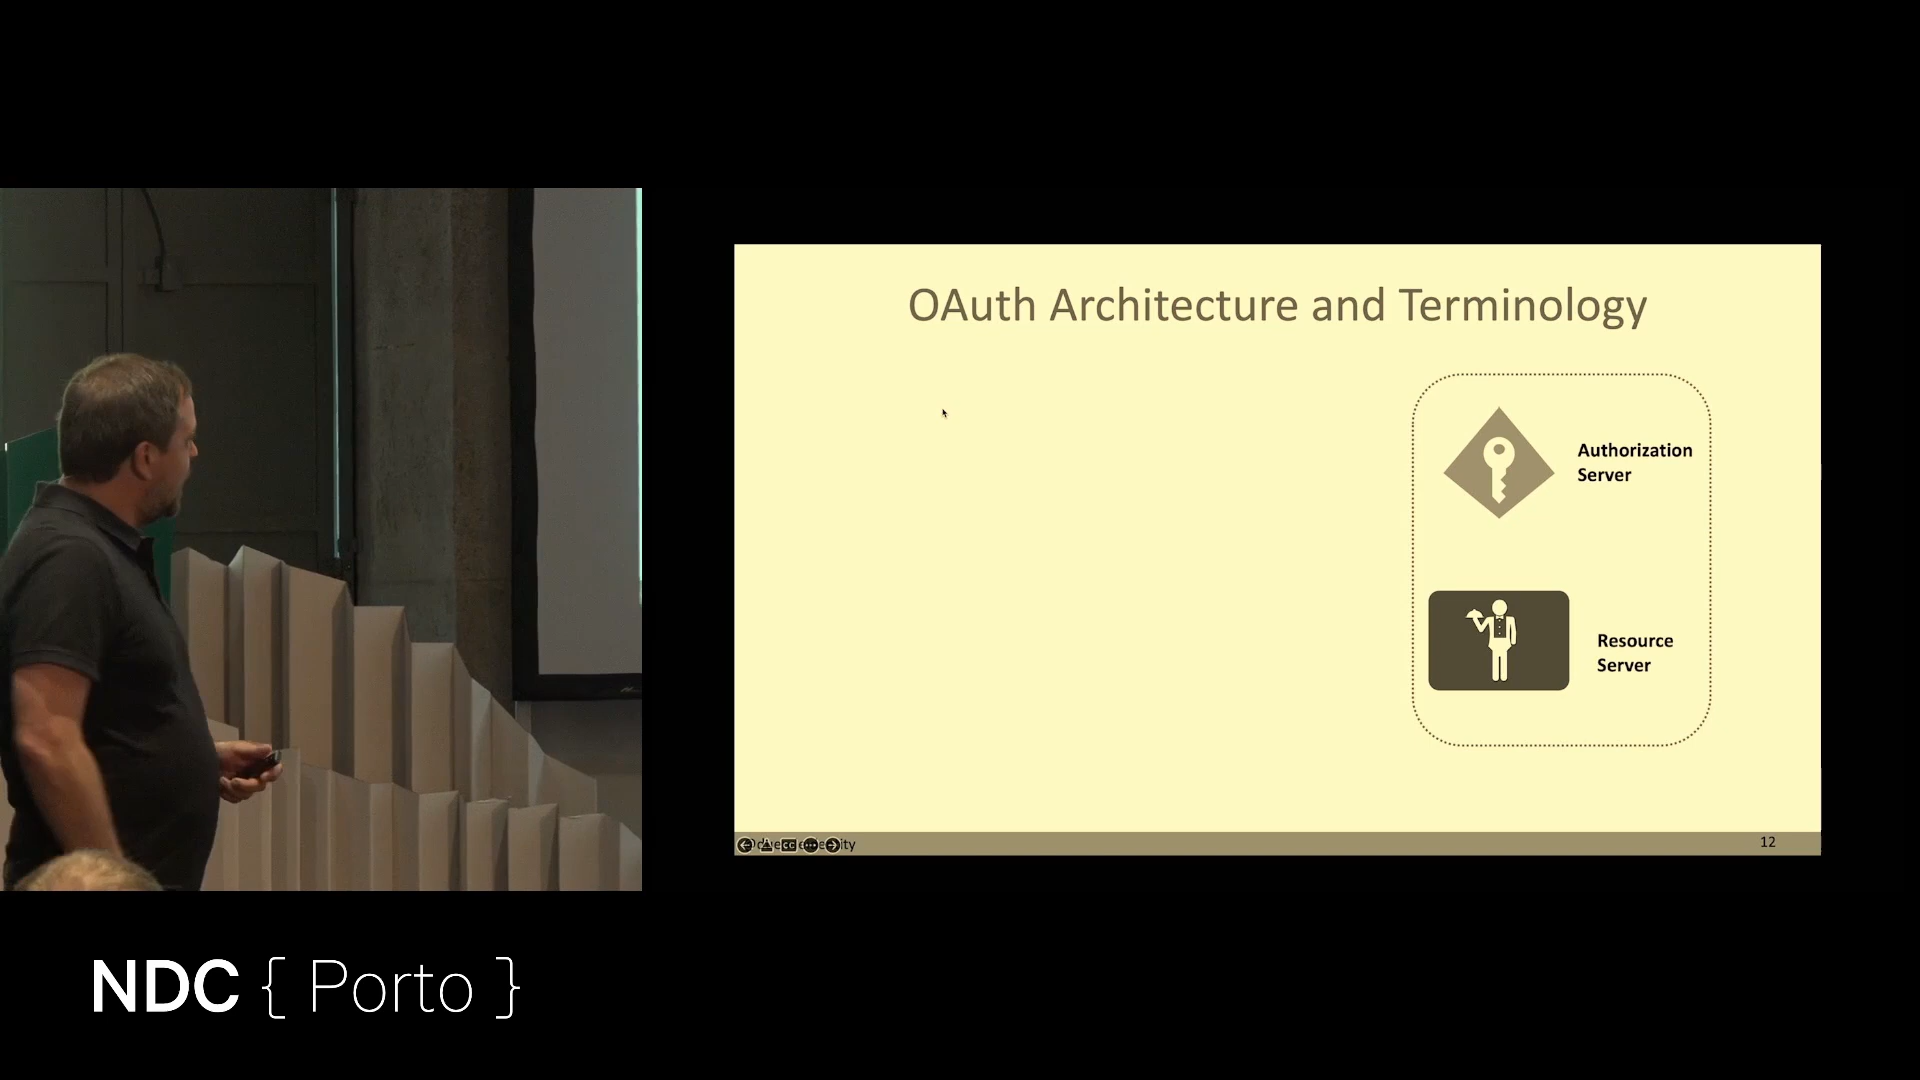 OAuth Architecture and Terminology
Authorization
Server
Resource
Server
12
NDC { Porto }